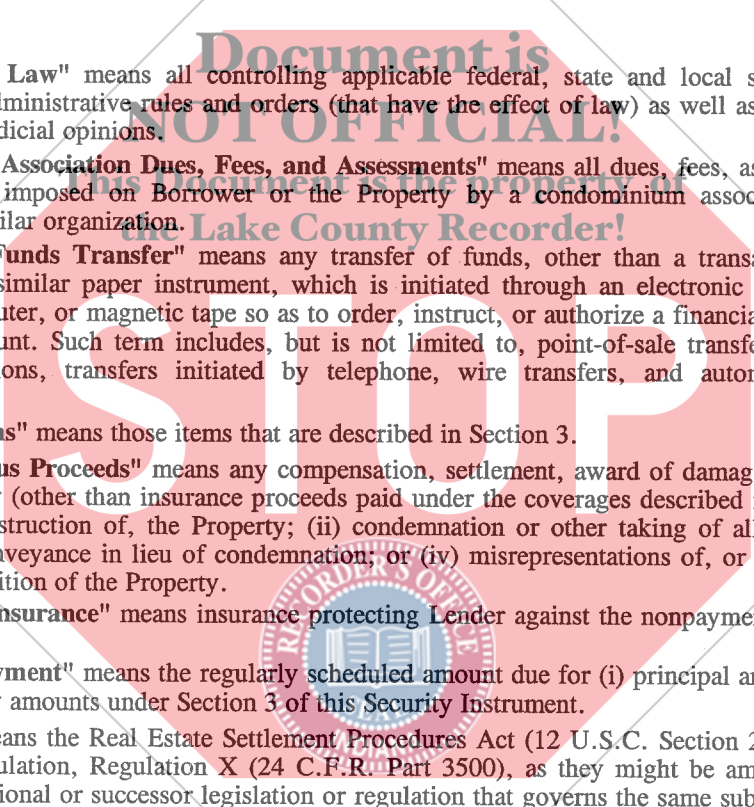 Document is
NOT OFFICIAL!
This Document is the property of
the Lake County Recorder!
STOP
RECORDER'S OFFICE
Law" means all controlling applicable federal, state and local s
dministrative rules and orders (that have the effect of law) as well as
dicial opinions.
Association Dues, Fees, and Assessments" means all dues, fees, as
imposed on Borrower or the Property by a condominium assoc
ilar organization.
Funds Transfer" means any transfer of funds, other than a transa
similar paper instrument, which is initiated through an electronic
uter, or magnetic tape so as to order, instruct, or authorize a financia
unt. Such term includes, but is not limited to, point-of-sale transfe
ions, transfers initiated by telephone, wire transfers, and autom
ns" means those items that are described in Section 3.
us Proceeds" means any compensation, settlement, award of damag
(other than insurance proceeds paid under the coverages described
struction of, the Property; (ii) condemnation or other taking of all
nveyance in lieu of condemnation; or (iv) misrepresentations of, or
ition of the Property.
nsurance" means insurance protecting Lender against the nonpayme
yment" means the regularly scheduled amount due for (i) principal a
amounts under Section 3 of this Security Instrument.
eans the Real Estate Settlement Procedures Act (12 U.S.C. Section 2
ulation, Regulation X (24 C.F.R. Part 3500), as they might be am
ional or successor legislation or regulation that governs the same sub